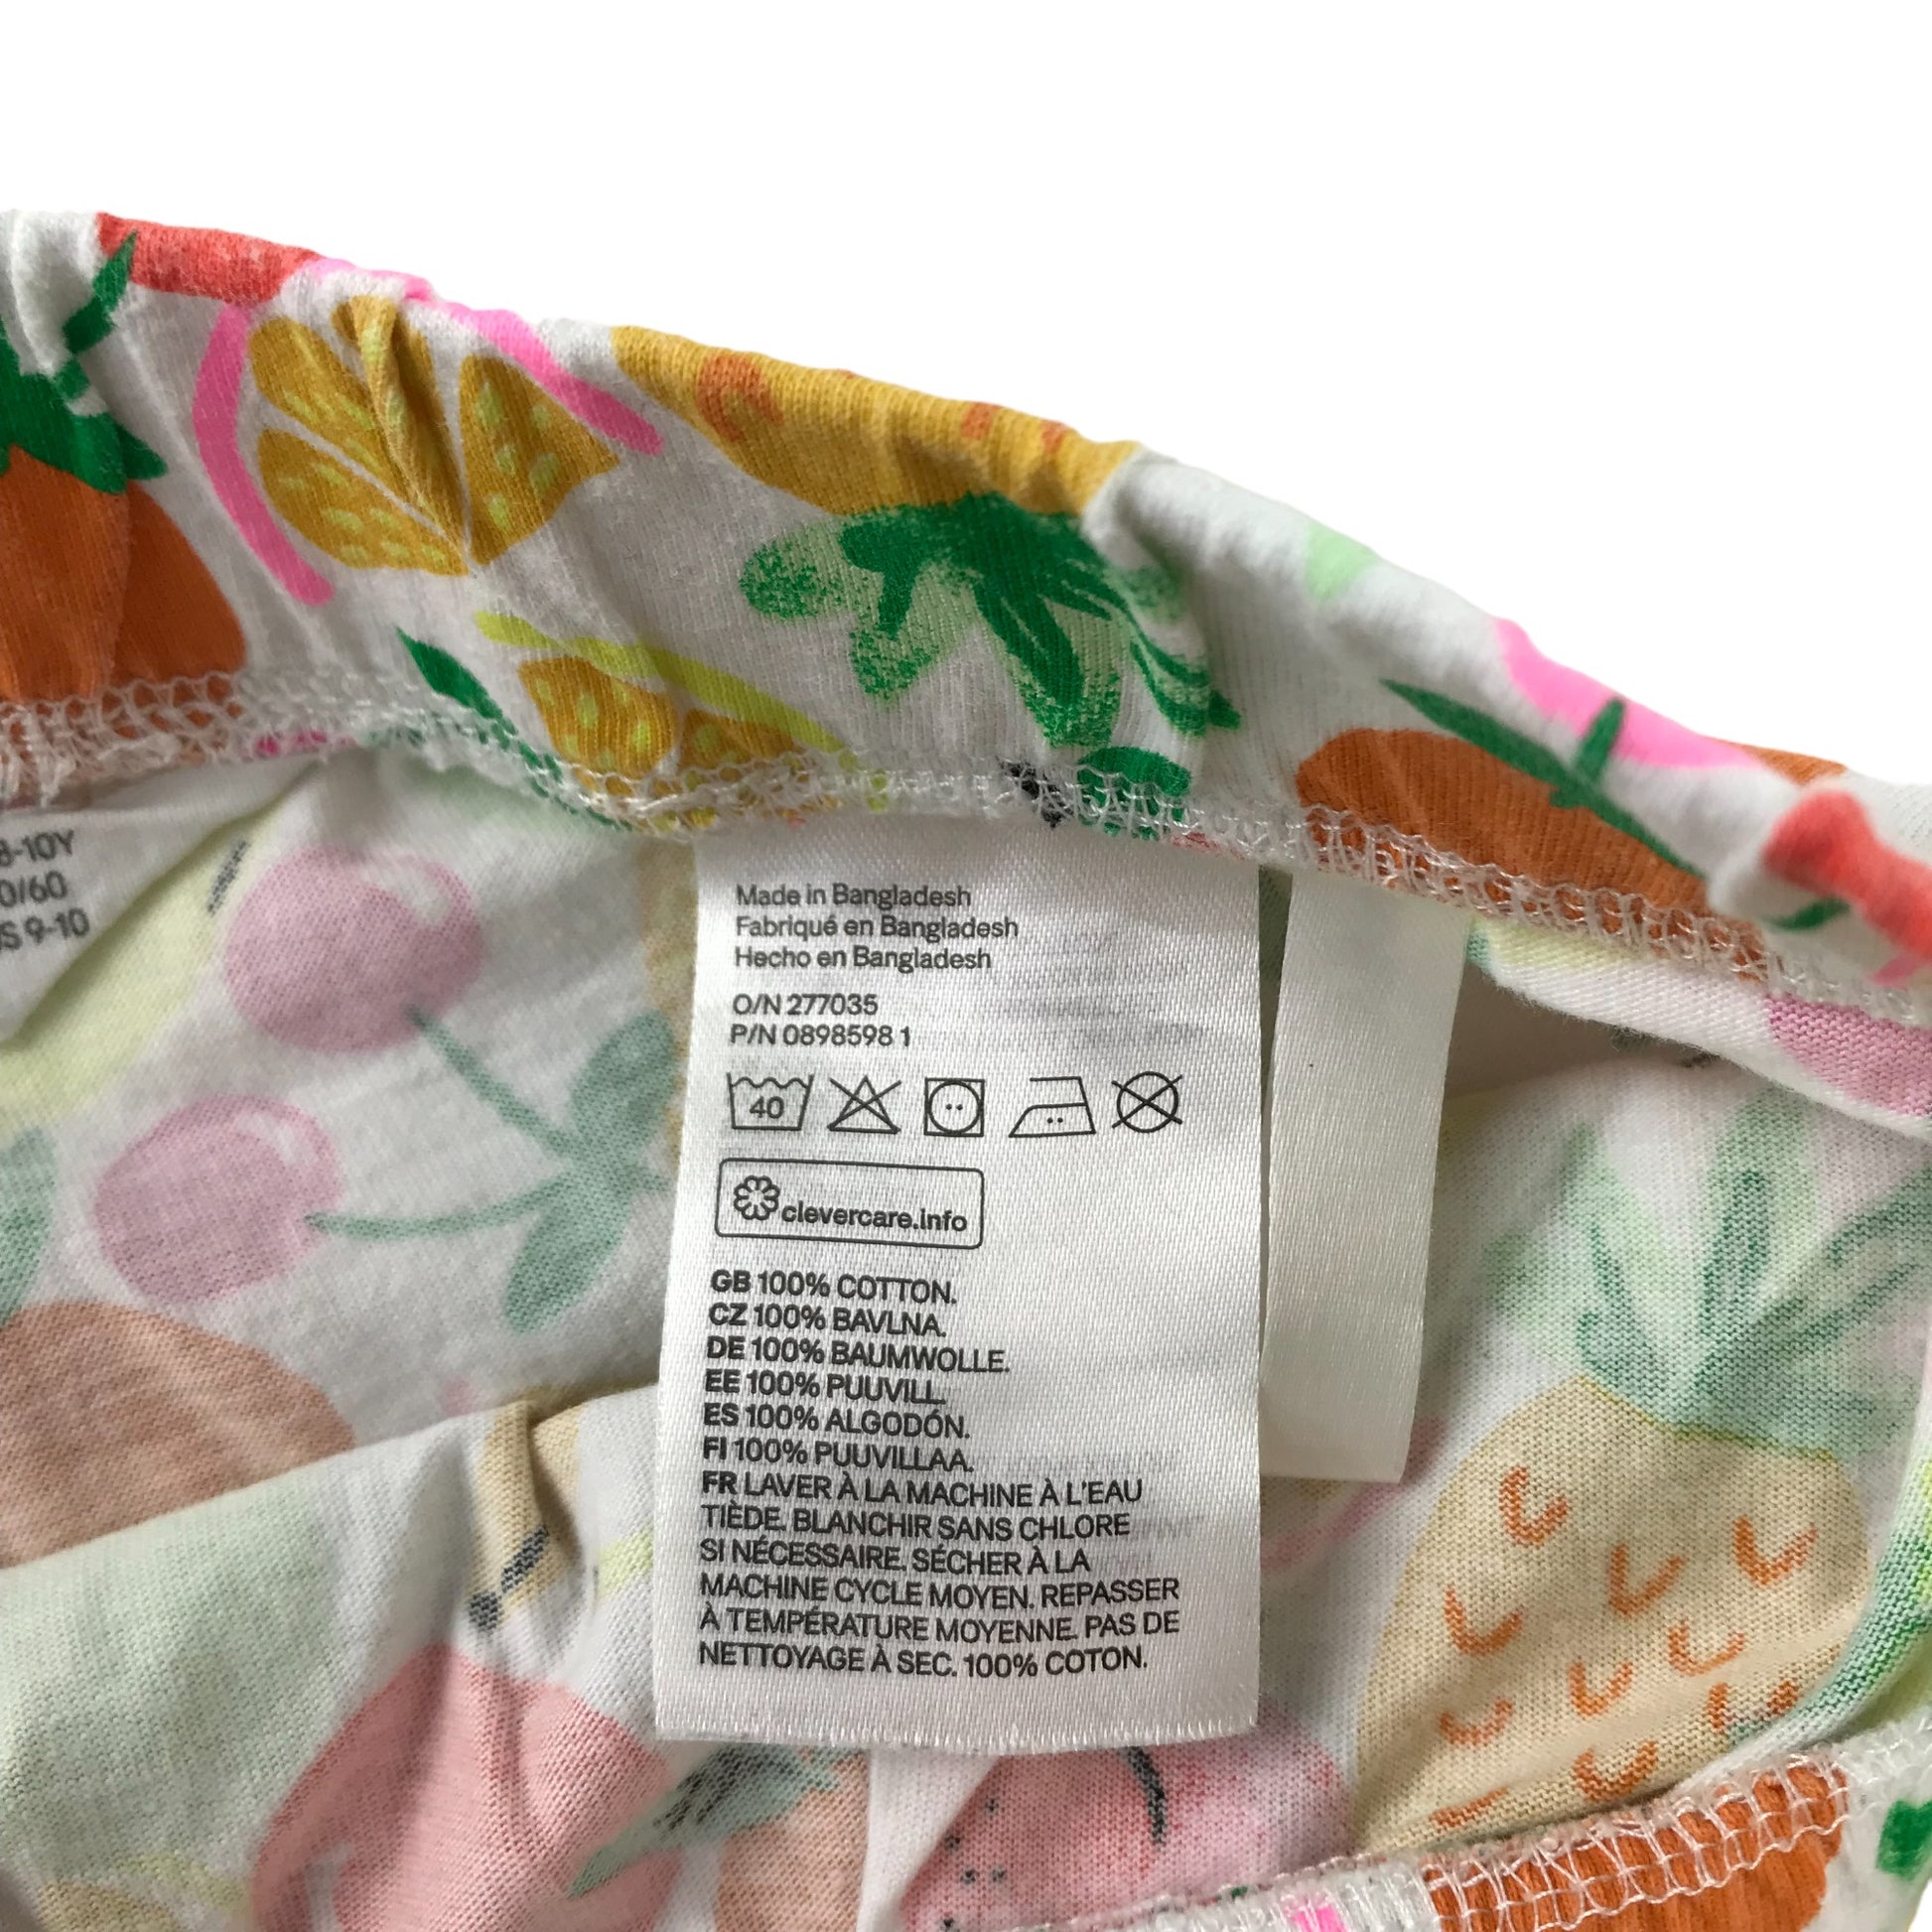 8-10Y
0/60
US 9-10
Made in Bangladesh
Fabriqué en Bangladesh
Hecho en Bangladesh
O/N 277035
P/N 0898598 1
40
clevercare.info
GB 100% COTTON.
CZ 100% BAVLNA.
DE 100% BAUMWOLLE.
EE 100% PUUVILL.
ES 100% ALGODÓN.
FI 100% PUUVILLAA.
FR LAVER À LA MACHINE À L'EAU
TIÈDE. BLANCHIR SANS CHLORE
SI NÉCESSAIRE. SÉCHER À LA
MACHINE CYCLE MOYEN. REPASSER
À TEMPÉRATURE MOYENNE. PAS DE
NETTOYAGE À SEC. 100% COTON.